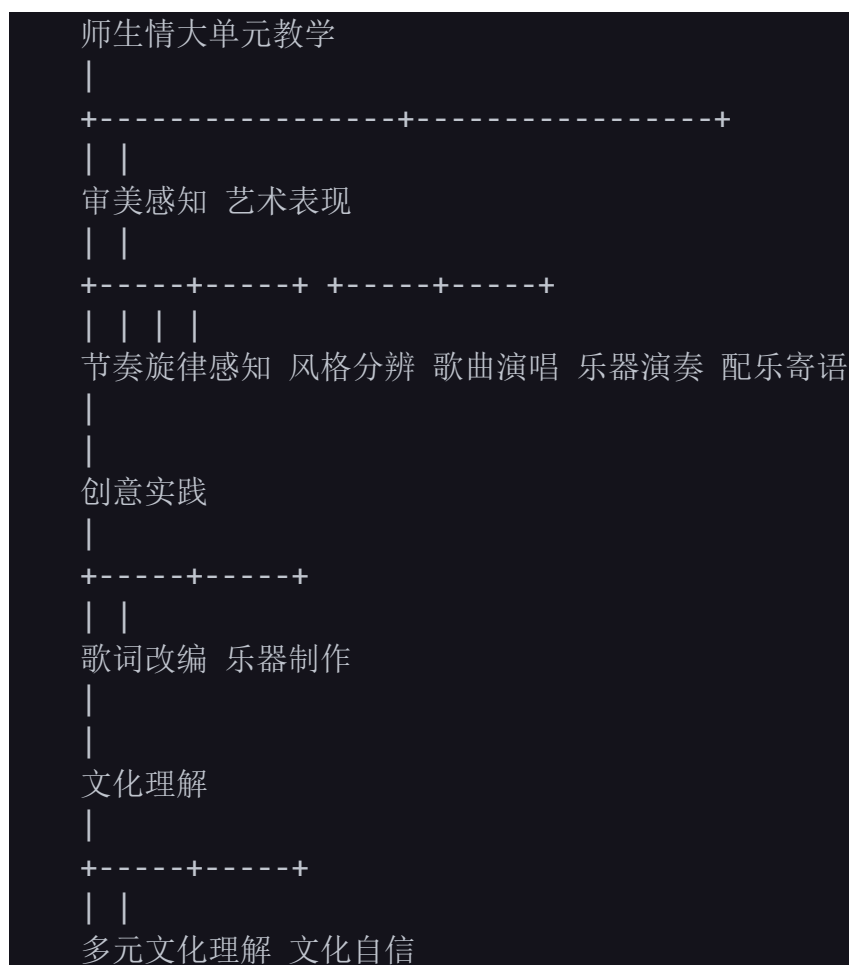 师生情大单元教学
|
+-----------------+-----------------+
| |
审美感知 艺术表现
| |
+-----+-----+ +-----+-----+
| | | |
节奏旋律感知 风格分辨 歌曲演唱 乐器演奏 配乐寄语
|
|
创意实践
|
+-----+-----+
| |
歌词改编 乐器制作
|
|
文化理解
|
+-----+-----+
| |
多元文化理解 文化自信